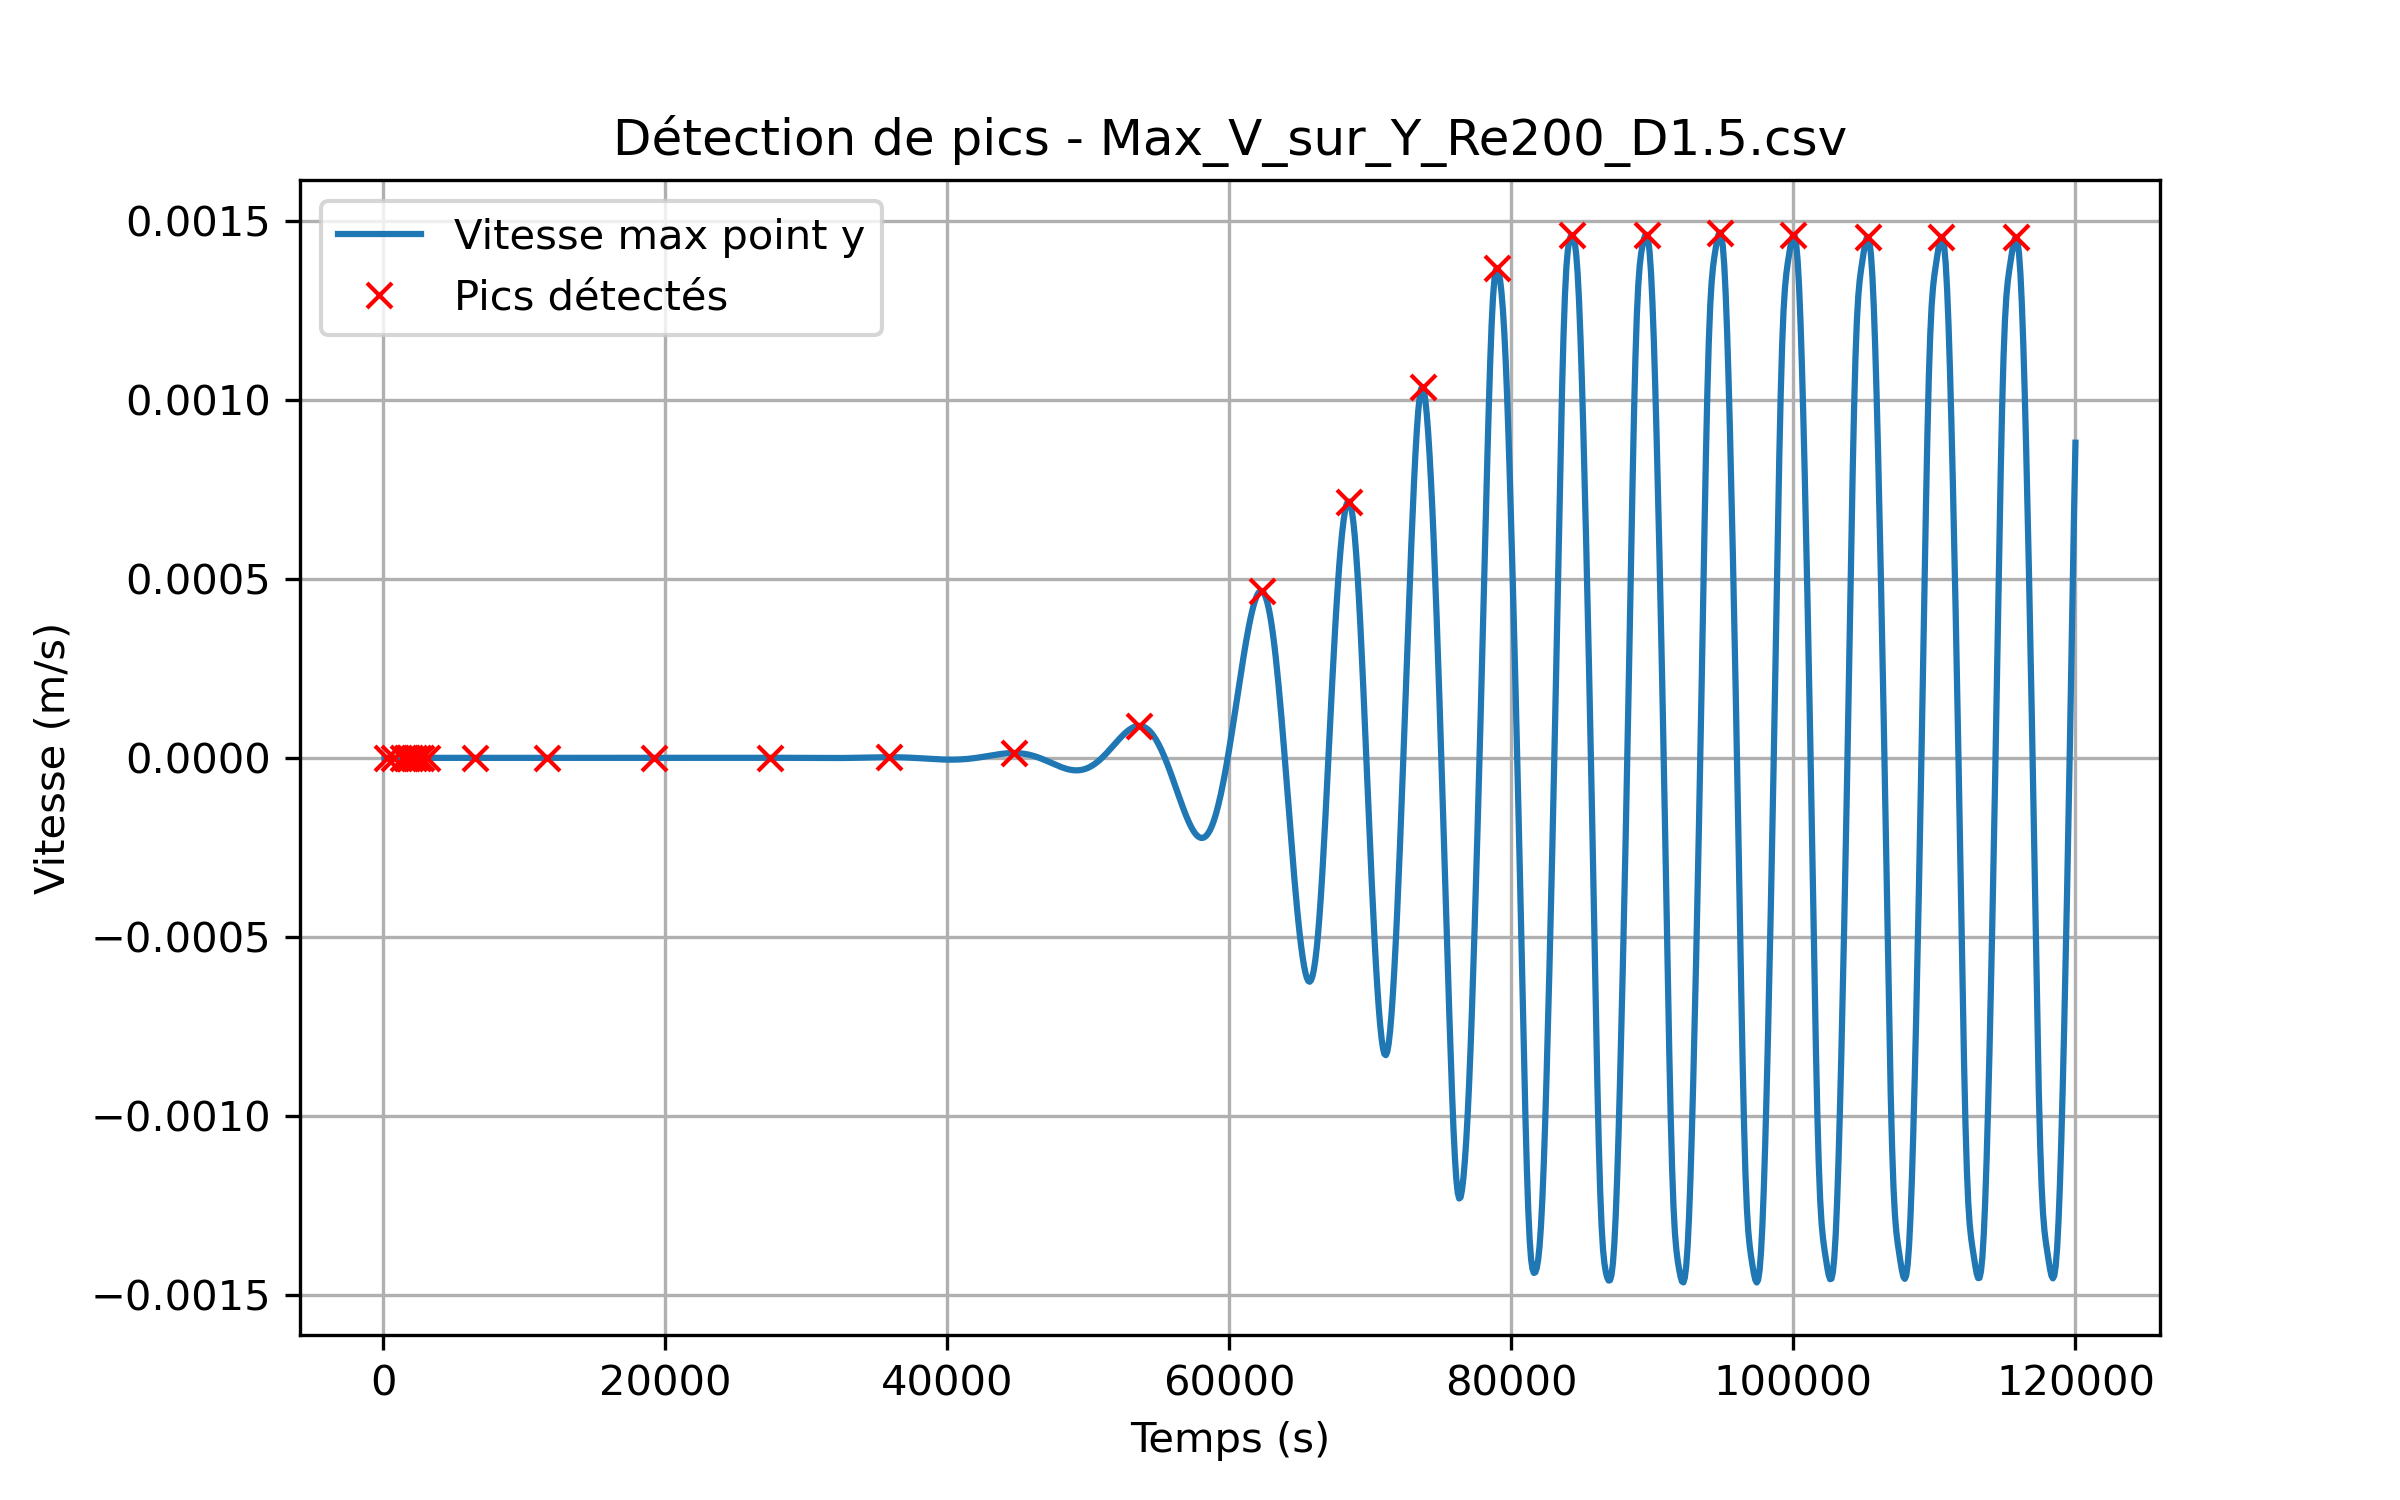 Détection de pics - Max_V_sur_Y_Re200_D1.5.csv
Vitesse max point y
Pics détectés
0.0015
0.0010
0.0005
0.0000
−0.0005
−0.0010
−0.0015
Vitesse (m/s)
0 20000 40000 60000 80000 100000 120000
Temps (s)